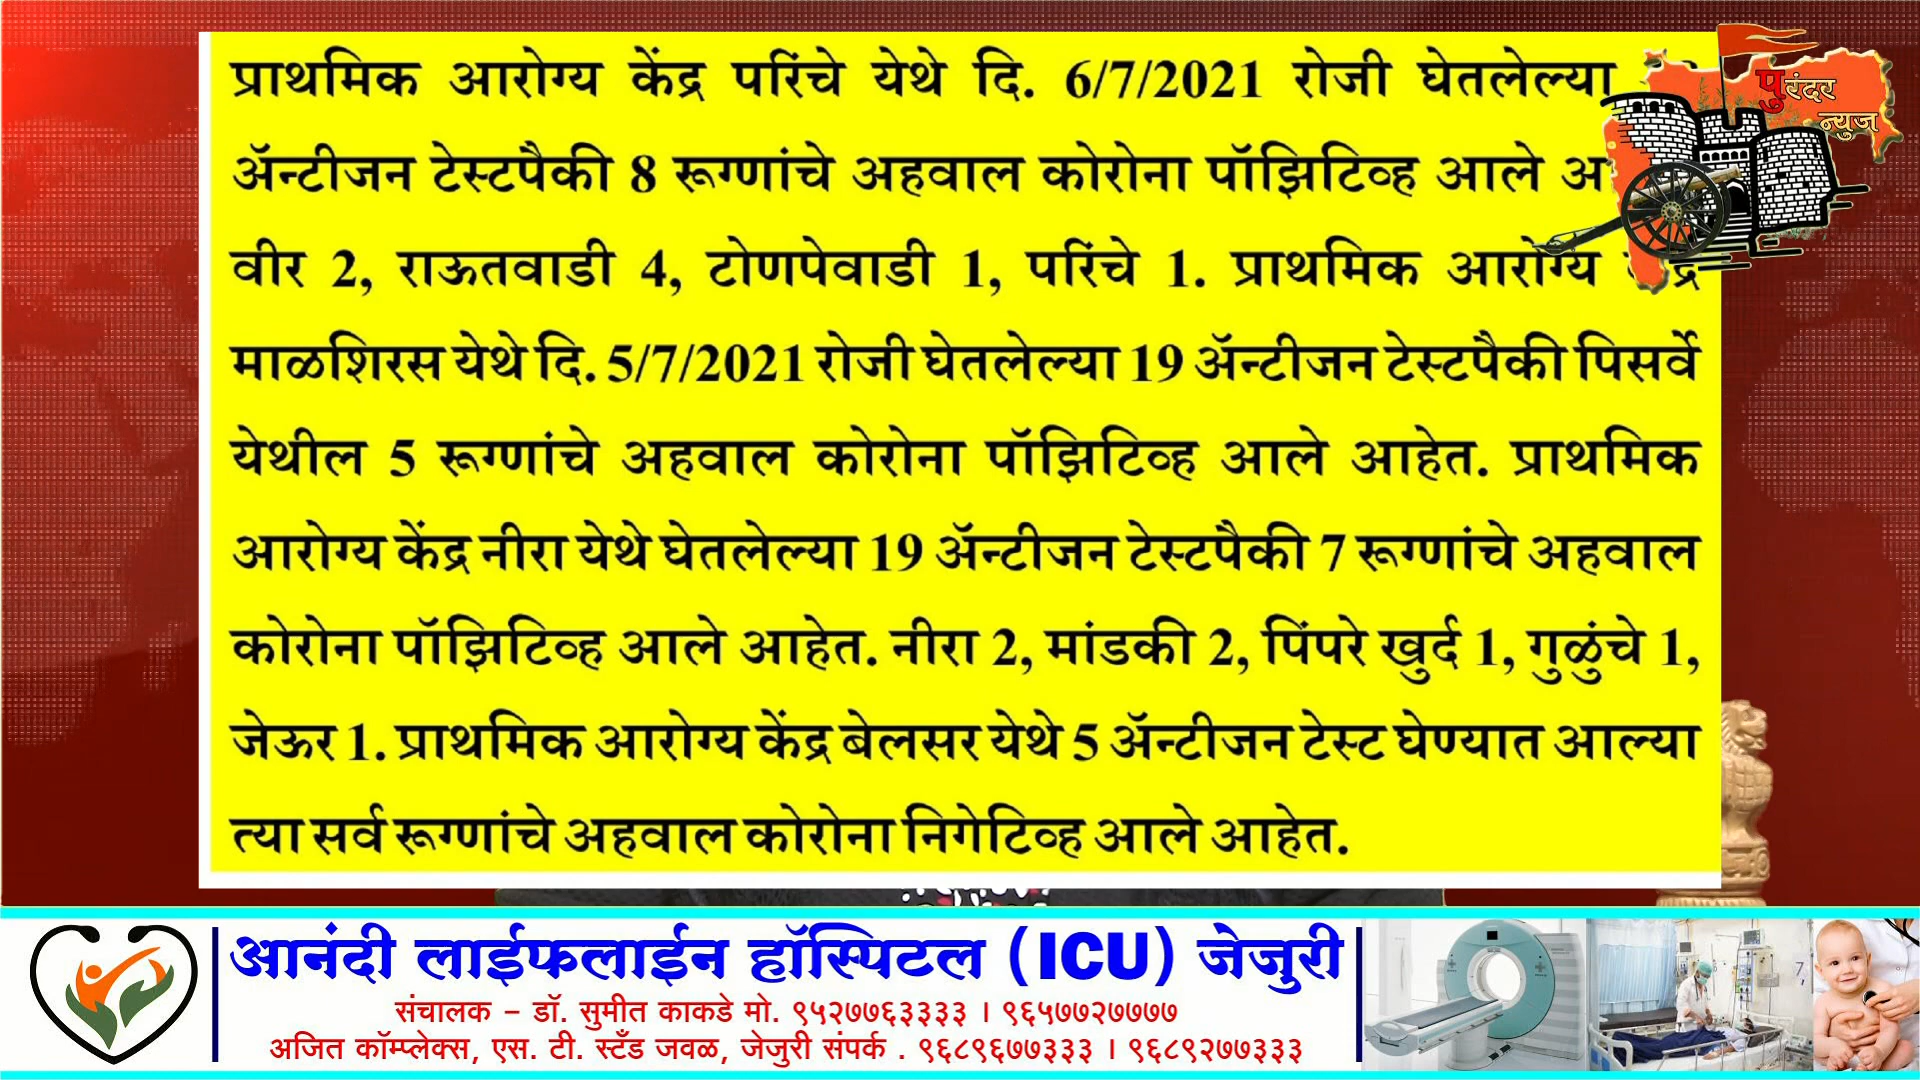 प्राथमिक आरोग्य केंद्र परिंचे येथे दि. 6/7/2021 रोजी घेतलेल्या
ॲन्टीजन टेस्टपैकी 8 रूग्णांचे अहवाल कोरोना पॉझिटिव्ह आले
वीर 2, राऊतवाडी 4, टोणपेवाडी 1, परिंचे 1. प्राथमिक आरोग्य
माळशिरस येथे दि. 5/7/2021 रोजी घेतलेल्या 19 ॲन्टीजन टेस्टपैकी पिसर्वे
येथील 5 रूग्णांचे अहवाल कोरोना पॉझिटिव्ह आले आहेत. प्राथमिक
आरोग्य केंद्र नीरा येथे घेतलेल्या 19 ॲन्टीजन टेस्टपैकी 7 रूग्णांचे अहवाल
कोरोना पॉझिटिव्ह आले आहेत. नीरा 2, मांडकी 2, पिंपरे खुर्द 1, गुळुंचे 1,
जेऊर 1. प्राथमिक आरोग्य केंद्र बेलसर येथे 5 ॲन्टीजन टेस्ट घेण्यात आल्या
त्या सर्व रूग्णांचे अहवाल कोरोना निगेटिव्ह आले आहेत.
पुरंदर
न्युज
आनंदी लाईफलाईन हॉस्पिटल (ICU) जेजुरी
संचालक - डॉ. सुमीत काकडे मो. ९५२७७६३३३३ । ९६५७७२७७७७
अजित कॉम्प्लेक्स, एस. टी. स्टँड जवळ, जेजुरी संपर्क . ९६८९६७७३३३ । ९६८९२७७३३३